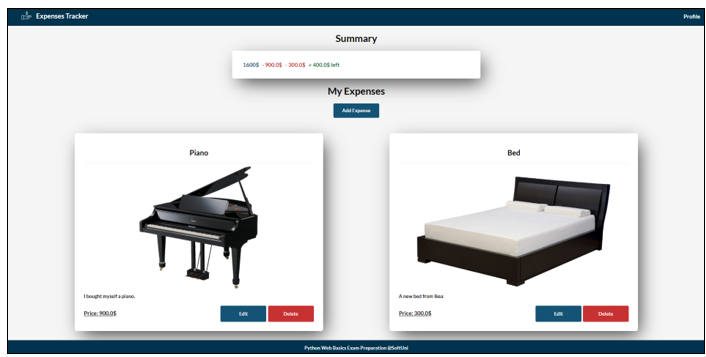 Expenses Tracker
Profile
Summary
1600$ - 900.0$ - 300.0$ = 400.0$ left
My Expenses
Add Expense
Piano
I bought myself a piano.
Price: 900.0$
Edit
Delete
Bed
A new bed from Ikea
Price: 300.0$
Edit
Delete
Python Web Basics Exam Preparation @SoftUni